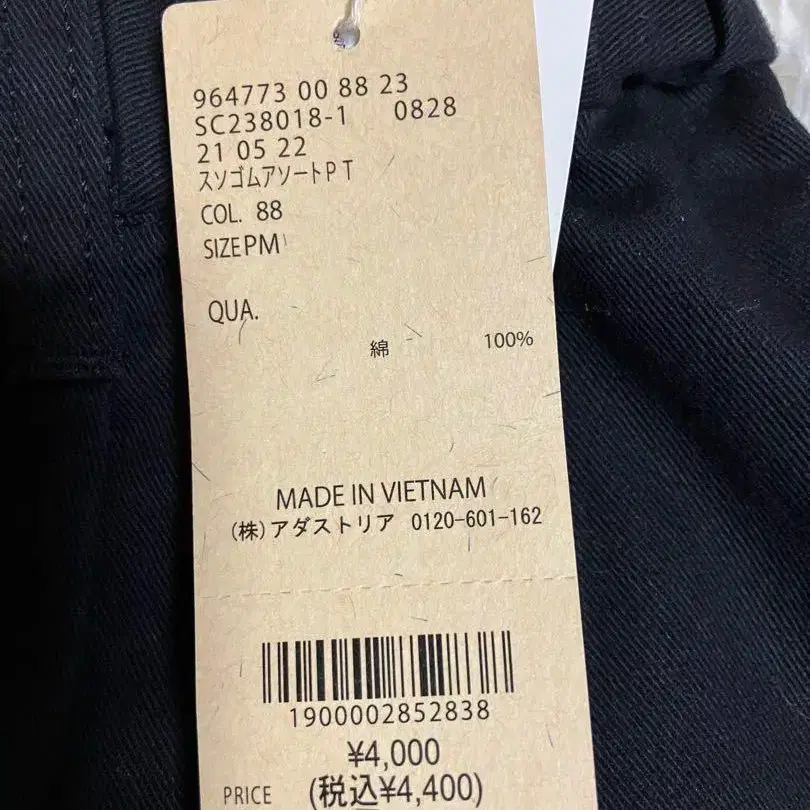 964773 00 88 23
SC238018-1 0828
21 05 22
スソゴムアソートPT
COL. 88
SIZE PM
QUA.
綿 100%
MADE IN VIETNAM
(株)アダストリア 0120-601-162
1900002852838
¥4,000
PRICE (税込¥4,400)